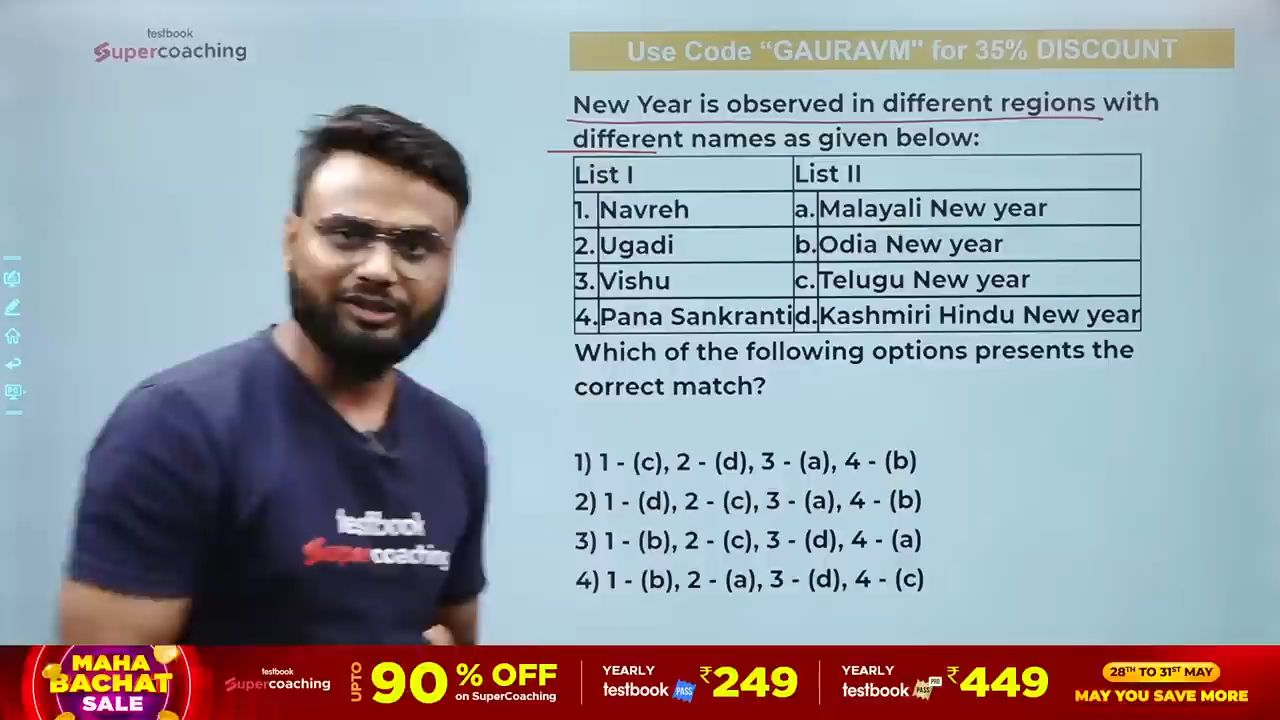 testbook
Supercoaching
Use Code “GAURAVM" for 35% DISCOUNT
New Year is observed in different regions with
different names as given below:
List I List II
1. Navreh a. Malayali New year
2. Ugadi b. Odia New year
3. Vishu c. Telugu New year
4. Pana Sankranti d. Kashmiri Hindu New year
Which of the following options presents the
correct match?
1) 1 - (c), 2 - (d), 3 - (a), 4 - (b)
2) 1 - (d), 2 - (c), 3 - (a), 4 - (b)
3) 1 - (b), 2 - (c), 3 - (d), 4 - (a)
4) 1 - (b), 2 - (a), 3 - (d), 4 - (c)
testbook
Supercoaching
MAHA
BACHAT
SALE
testbook
Supercoaching
UPTO 90% OFF
on SuperCoaching
YEARLY
testbook PASS ₹249
YEARLY
testbook PASS PRO ₹449
28TH TO 31ST MAY
MAY YOU SAVE MORE